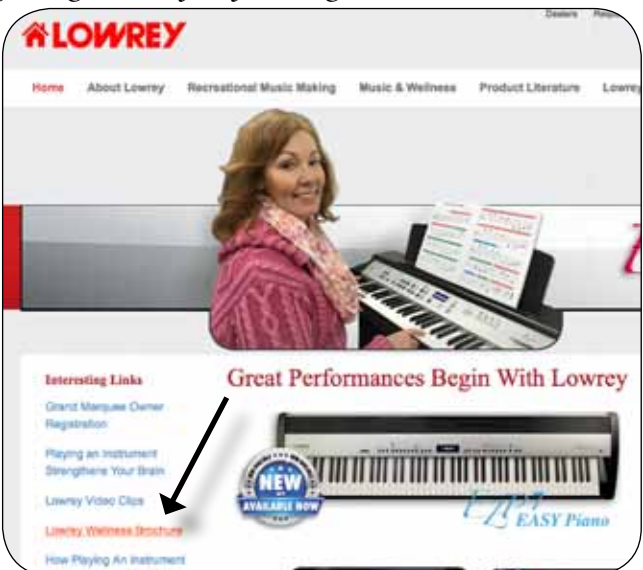 Dealers
LOWREY
Home About Lowrey Recreational Music Making Music & Wellness Product Literature Lowrey
Great Performances Begin With Lowrey
Interesting Links
Grand Marquee Owner
Registration
Playing an Instrument
Strengthens Your Brain
Lowrey Video Clips
Lowrey Wellness Brochure
How Playing An Instrument
NEW
AVAILABLE NOW
EASY Piano